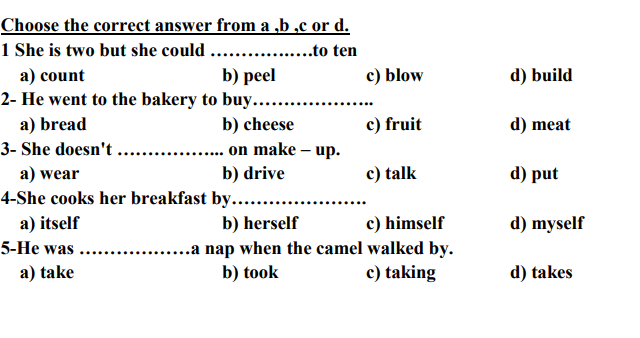 Choose the correct answer from a ,b ,c or d.
1 She is two but she could ……………..to ten
a) count b) peel c) blow d) build
2- He went to the bakery to buy…………………..
a) bread b) cheese c) fruit d) meat
3- She doesn't ……………... on make – up.
a) wear b) drive c) talk d) put
4-She cooks her breakfast by…………………….
a) itself b) herself c) himself d) myself
5-He was ………………..a nap when the camel walked by.
a) take b) took c) taking d) takes